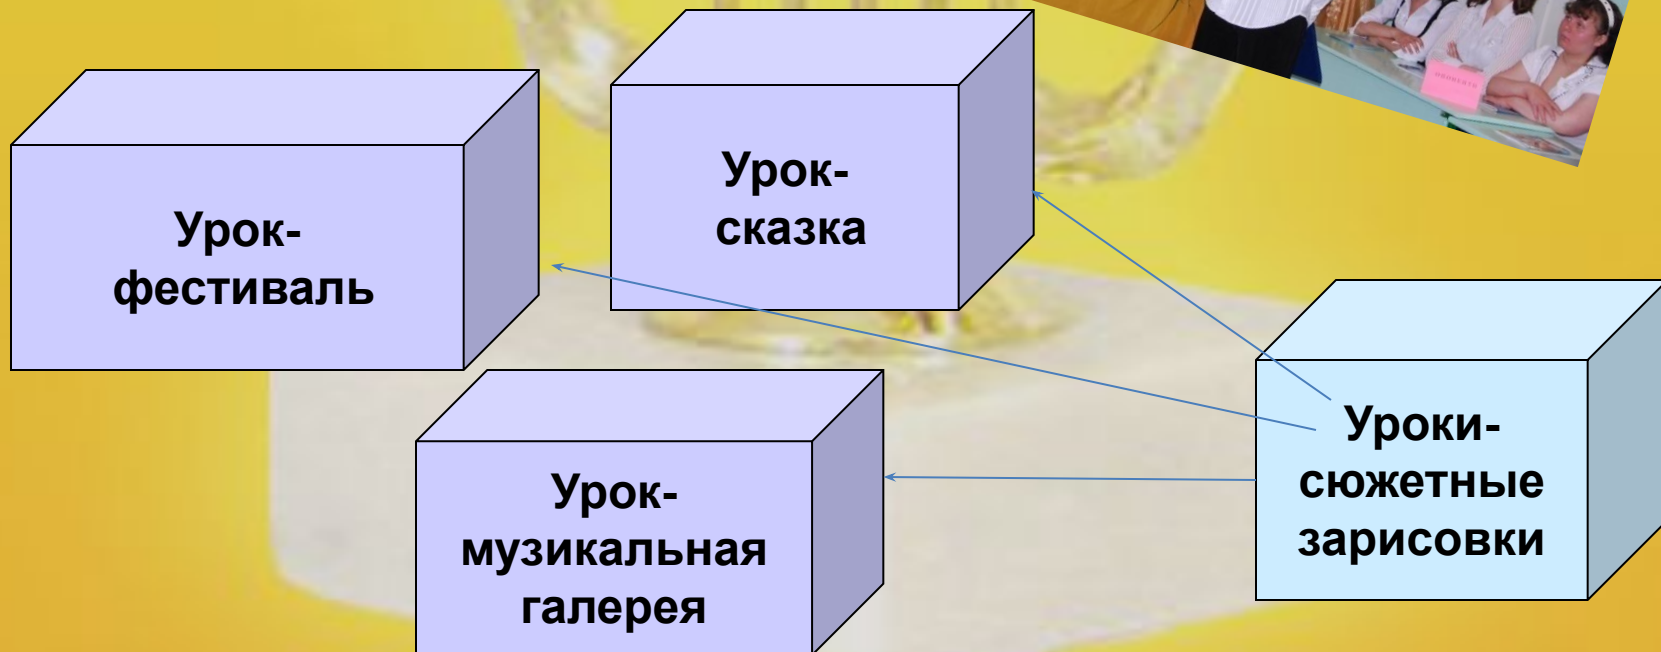 Урок-
фестиваль
Урок-
сказка
Урок-
музикальная
галерея
Уроки-
сюжетные
зарисовки